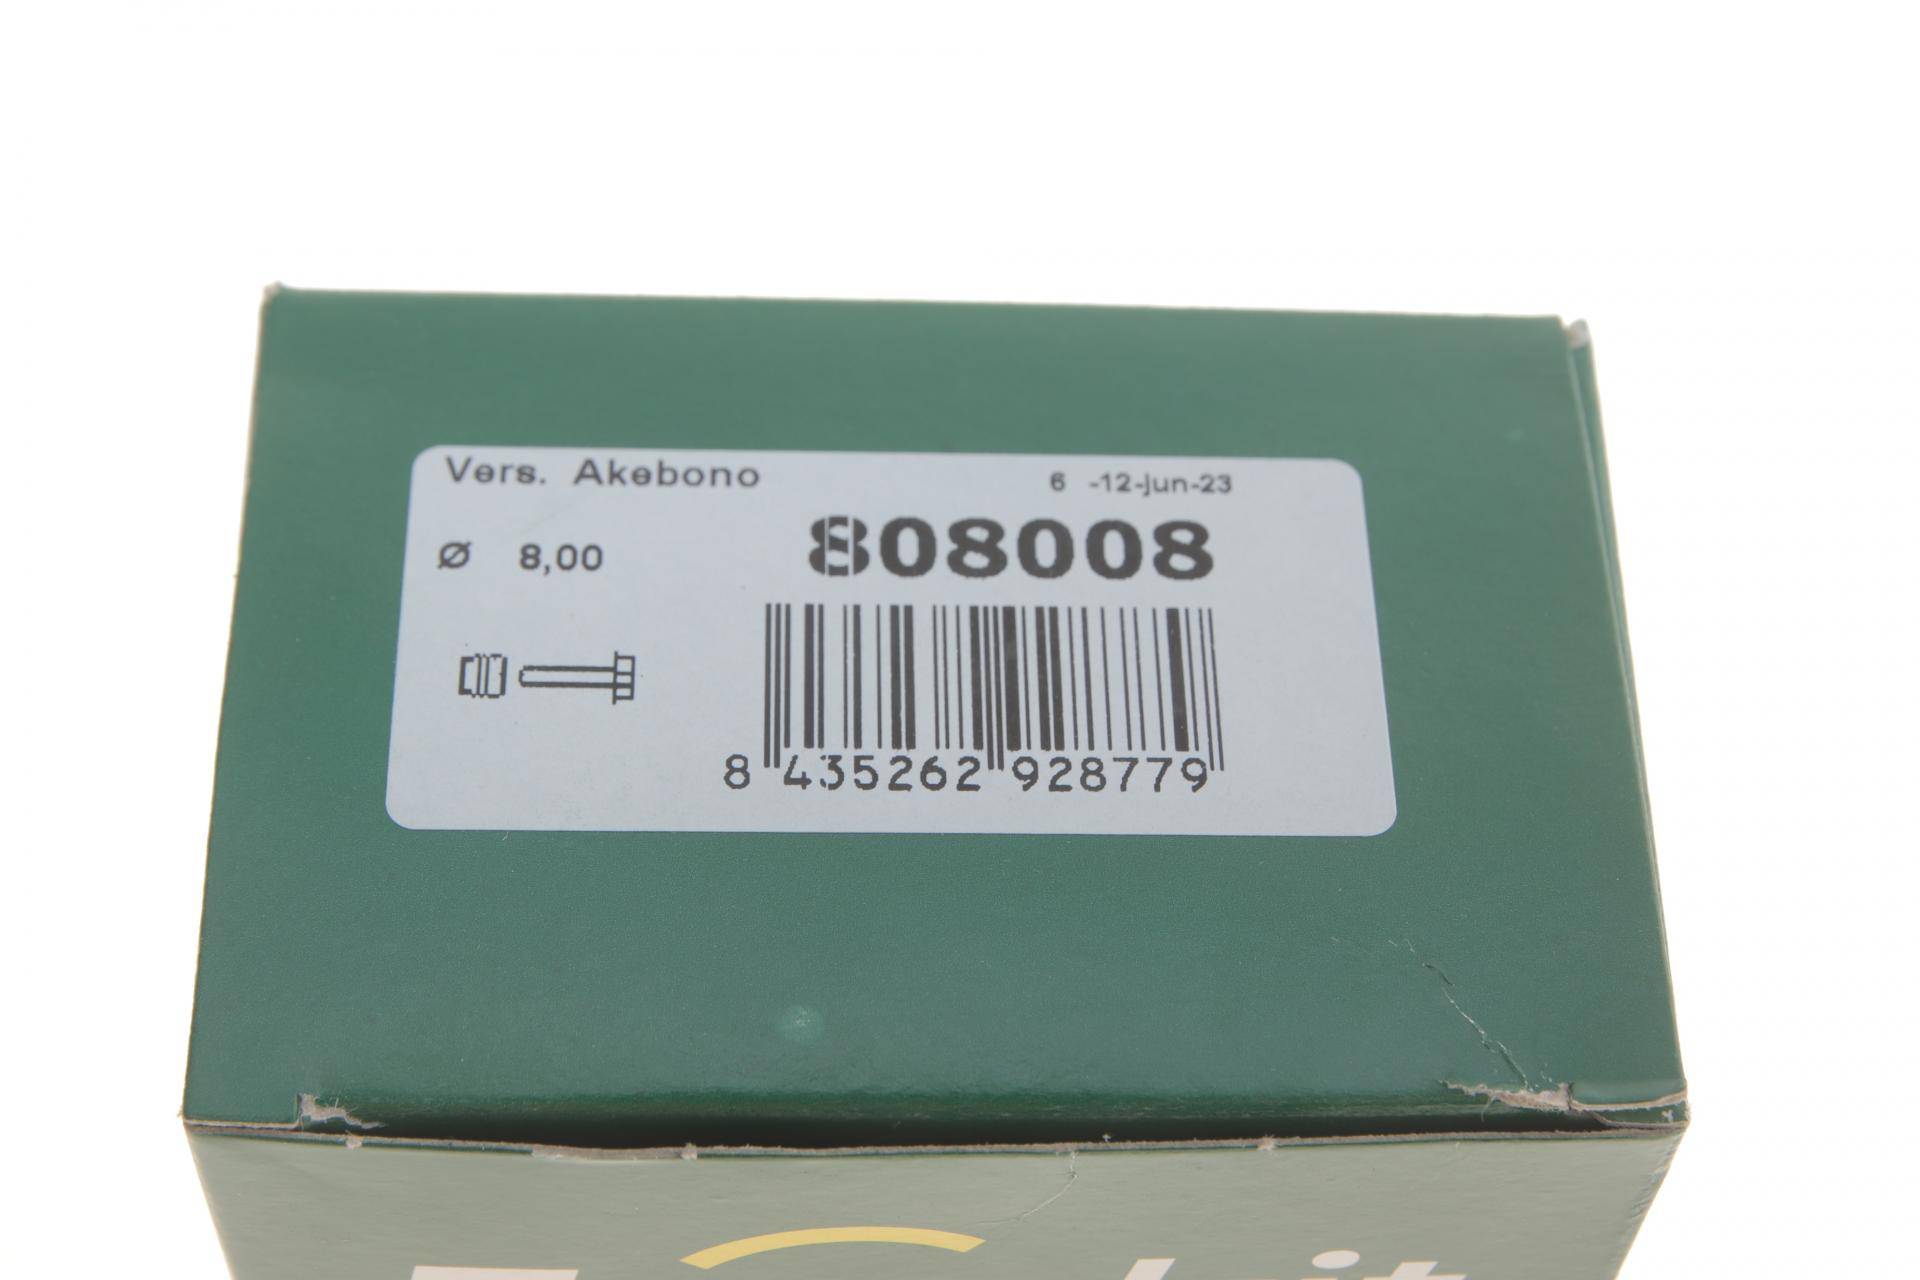 Vers. Akebono 6 -12-jun-23
Ø 8,00 808008
8 435262 928779